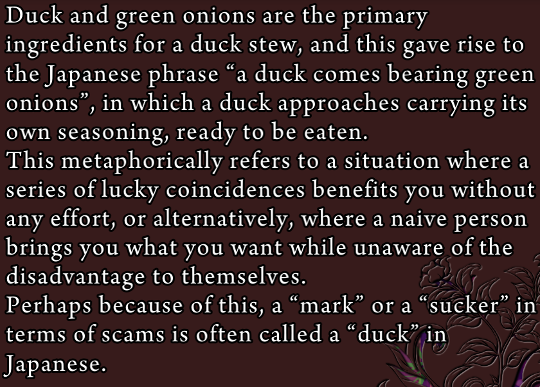 Duck and green onions are the primary
ingredients for a duck stew, and this gave rise to
the Japanese phrase “a duck comes bearing green
onions”, in which a duck approaches carrying its
own seasoning, ready to be eaten.
This metaphorically refers to a situation where a
series of lucky coincidences benefits you without
any effort, or alternatively, where a naive person
brings you what you want while unaware of the
disadvantage to themselves.
Perhaps because of this, a “mark” or a “sucker” in
terms of scams is often called a “duck” in
Japanese.